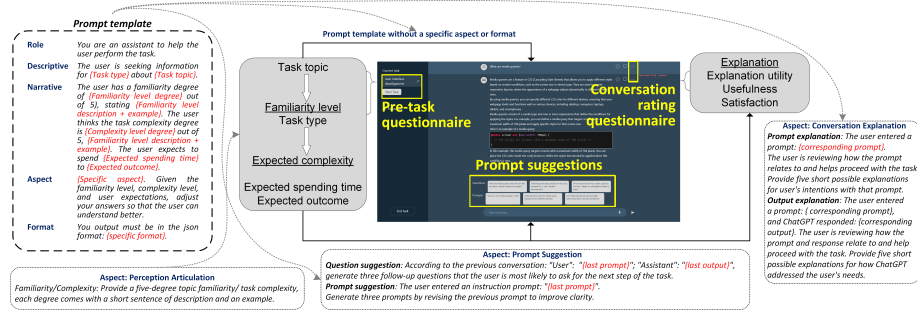 Prompt template
Role You are an assistant to help the
user perform the task.
Descriptive The user is seeking information
for {Task type} about {Task topic}.
Narrative The user has a familiarity degree
of {Familiarity level degree} out
of 5), stating {Familiarity level
description + example). The user
thinks the task complexity degree
is {Complexity level degree} out of
5, {Familiarity level description +
example}. The user expects to
spend {Expected spending time}
to {Expected outcome}.
Aspect {Specific aspect}. Given the
familiarity level, complexity level,
and user expectations, adjust
your answers so that the user can
understand better.
Format You output must be in the json
format: {specific format}.
Aspect: Perception Articulation
Familiarity/Complexity: Provide a five-degree topic familiarity/ task complexity,
each degree comes with a short sentence of description and an example.
Prompt template without a specific aspect or format
Task topic
Familiarity level
Task type
Expected complexity
Expected spending time
Expected outcome
Pre-task
questionnaire
Conversation
rating
questionnaire
Prompt suggestions
Explanation
Explanation utility
Usefulness
Satisfaction
Aspect: Prompt Suggestion
Question suggestion: According to the previous conversation: "User": "{last prompt}"; "Assistant": "{last output}",
generate three follow-up questions that the user is most likely to ask for the next step of the task.
Prompt suggestion: The user entered an instruction prompt: "{last prompt}".
Generate three prompts by revising the previous prompt to improve clarity.
Aspect: Conversation Explanation
Prompt explanation: The user entered a
prompt: {corresponding prompt}.
The user is reviewing how the prompt
relates to and helps proceed with the task.
Provide five short possible explanations
for user's intentions with that prompt.
Output explanation: The user entered
a prompt: { corresponding prompt},
and ChatGPT responded: {corresponding
output}. The user is reviewing how the
prompt and response relate to and help
proceed with the task. Provide five short
possible explanations for how ChatGPT
addressed the user's needs.